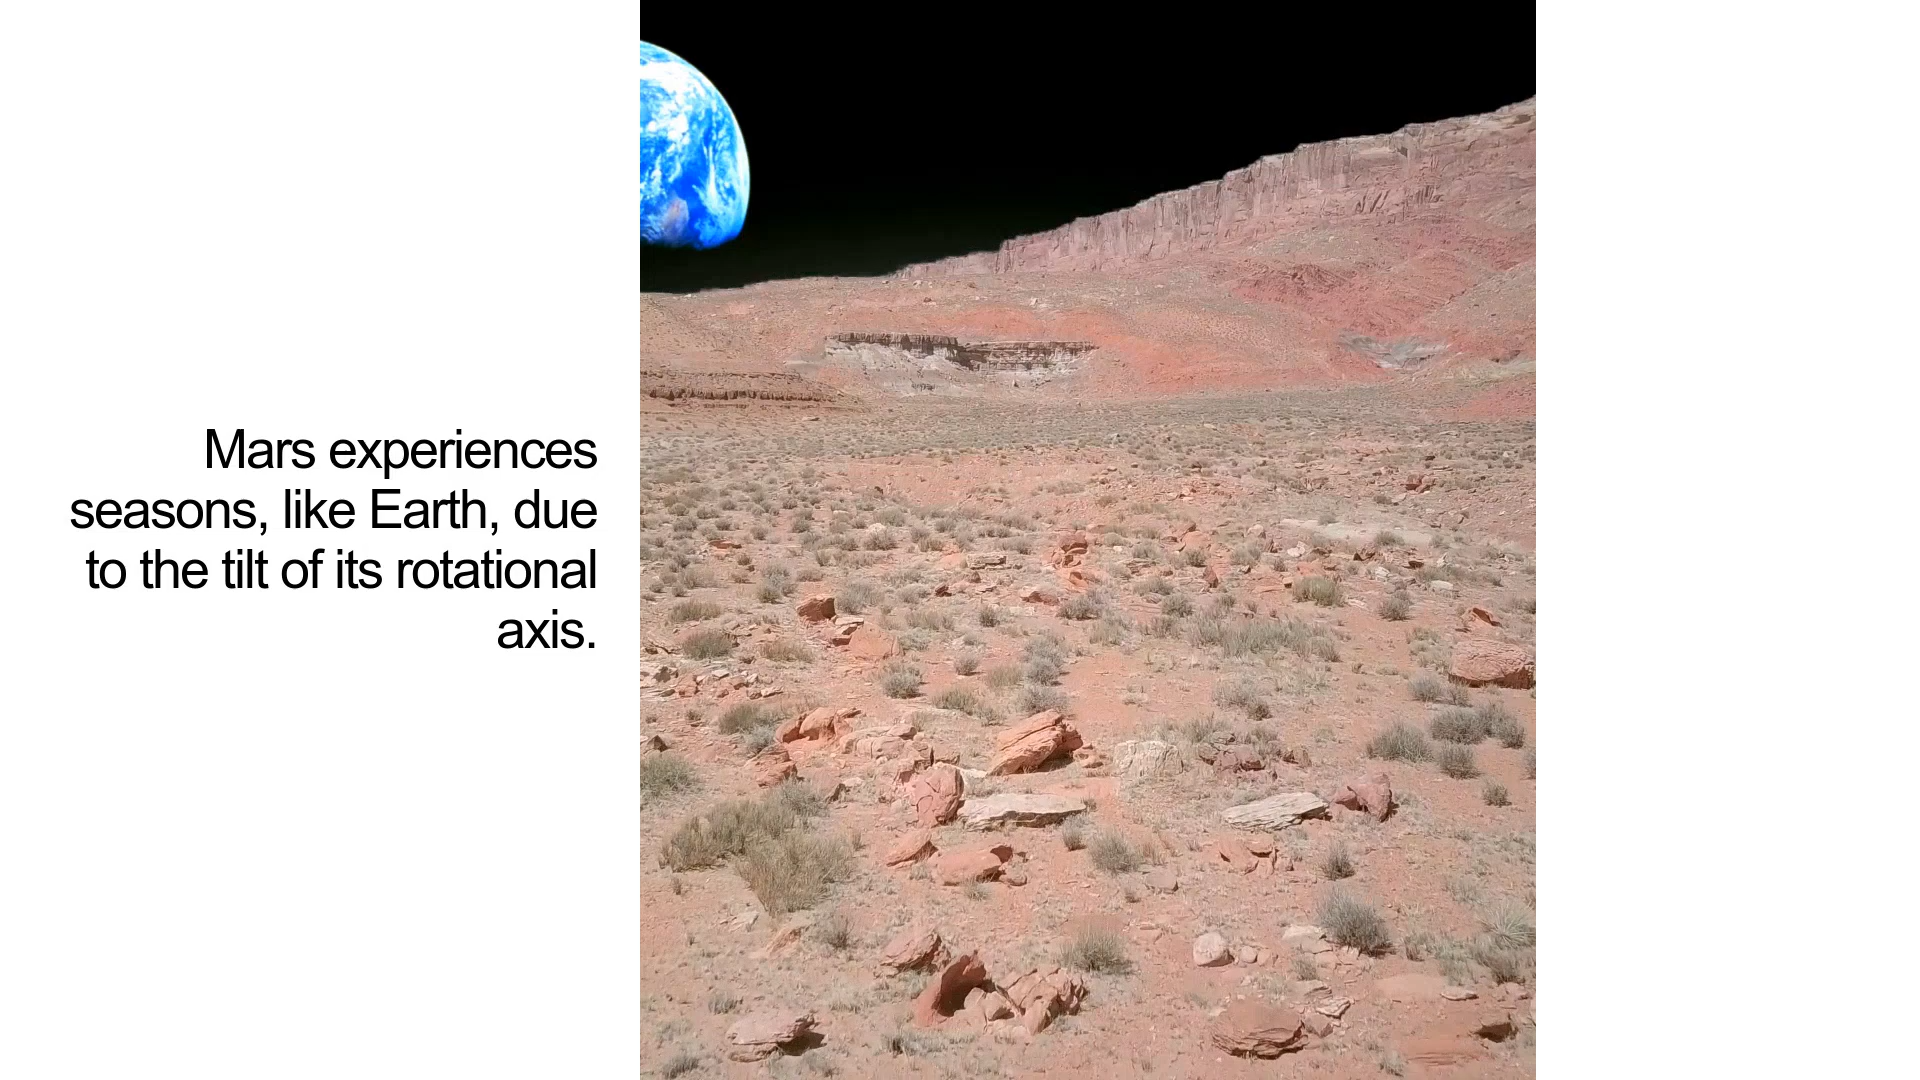 Mars experiences
seasons, like Earth, due
to the tilt of its rotational
axis.